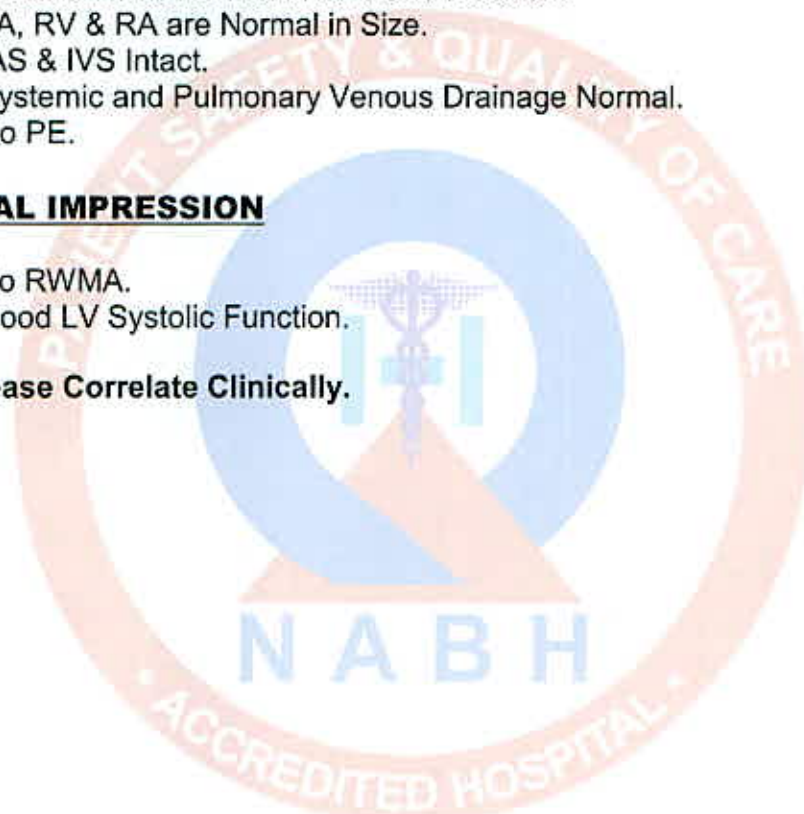 A, RV & RA are Normal in Size.
AS & IVS Intact.
ystemic and Pulmonary Venous Drainage Normal.
o PE.
AL IMPRESSION
o RWMA.
ood LV Systolic Function.
ease Correlate Clinically.
PATIENT SAFETY & QUALITY OF CARE
H
NABH
· ACCREDITED HOSPITAL ·